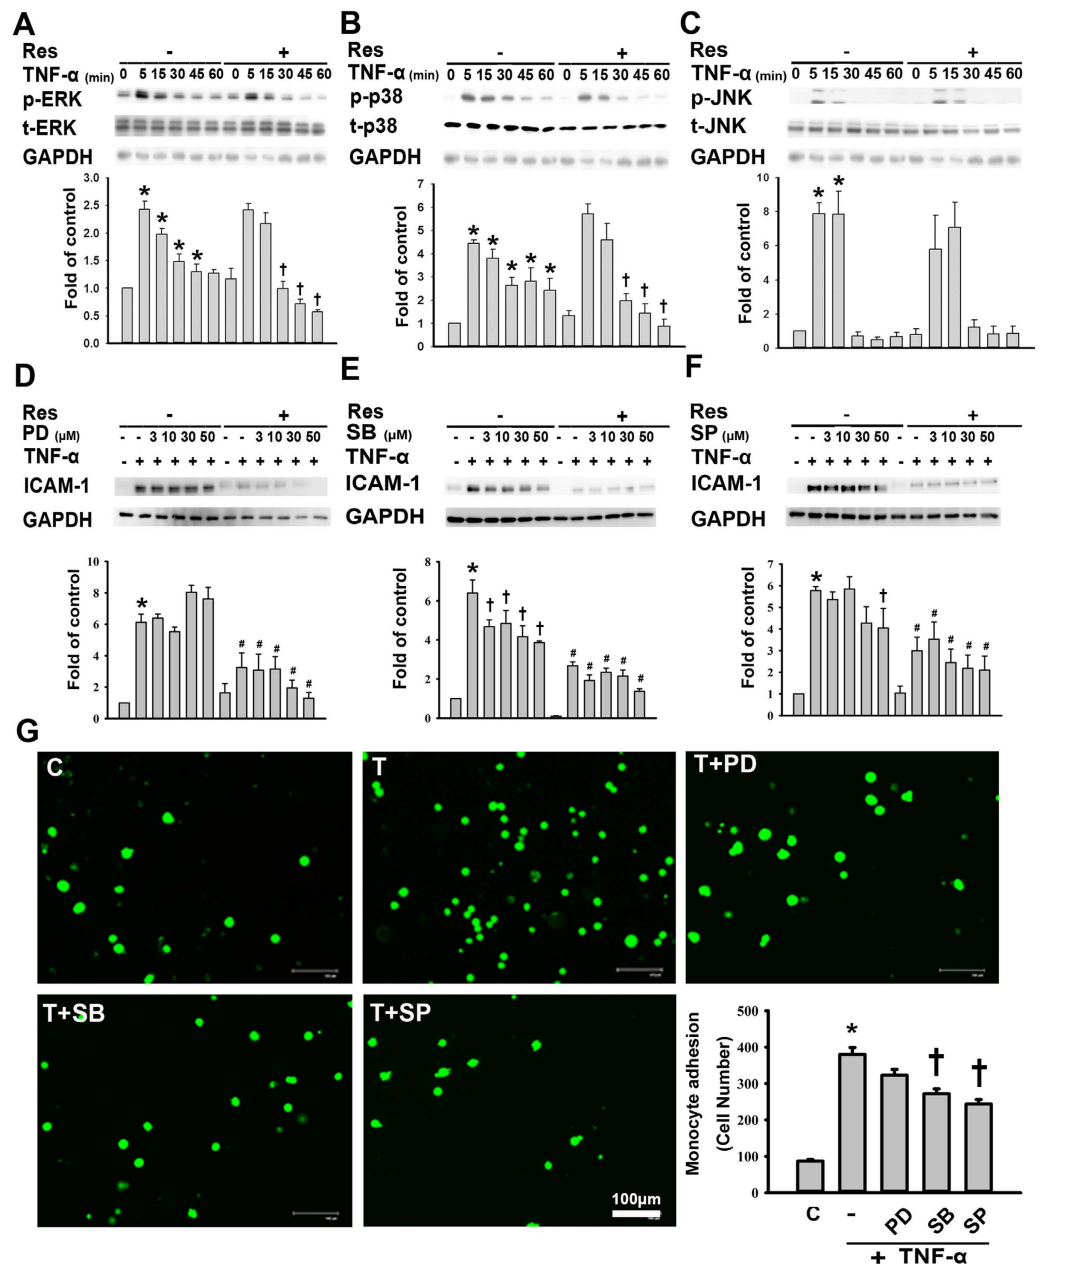 A
Res - +
TNF-α (min) 0 5 15 30 45 60 0 5 15 30 45 60
p-ERK
t-ERK
GAPDH
Fold of control
3.0
2.5
2.0
1.5
1.0
0.5
0.0
* * * * † † †
B
Res - +
TNF-α (min) 0 5 15 30 45 60 0 5 15 30 45 60
p-p38
t-p38
GAPDH
Fold of control
7
6
5
4
3
2
1
0
* * * * * † † †
C
Res - +
TNF-α (min) 0 5 15 30 45 60 0 5 15 30 45 60
p-JNK
t-JNK
GAPDH
Fold of control
10
8
6
4
2
0
* *
D
Res - +
PD (μM) - - 3 10 30 50 - - 3 10 30 50
TNF-α - + + + + + - + + + + +
ICAM-1
GAPDH
Fold of control
10
8
6
4
2
0
* # # # # #
E
Res - +
SB (μM) - - 3 10 30 50 - - 3 10 30 50
TNF-α - + + + + + - + + + + +
ICAM-1
GAPDH
Fold of control
8
6
4
2
0
* † † † † # # # # #
F
Res - +
SP (μM) - - 3 10 30 50 - - 3 10 30 50
TNF-α - + + + + + - + + + + +
ICAM-1
GAPDH
Fold of control
7
6
5
4
3
2
1
0
* † # # # # #
G
C
T
T+PD
T+SB
T+SP
100μm
Monocyte adhesion
(Cell Number)
500
400
300
200
100
0
* † †
C - PD SB SP
+ TNF-α